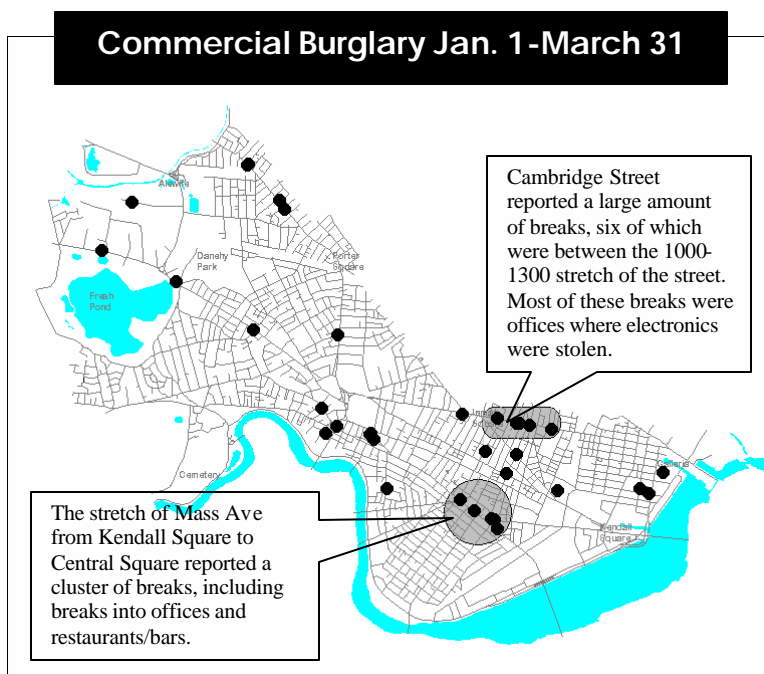 Commercial Burglary Jan. 1-March 31
Cambridge Street
reported a large amount
of breaks, six of which
were between the 1000-
1300 stretch of the street.
Most of these breaks were
offices where electronics
were stolen.
Alewife
Danehy
Park
Porter
Square
Fresh
Pond
Cemetery
Galleria
Kendall
Square
The stretch of Mass Ave
from Kendall Square to
Central Square reported a
cluster of breaks, including
breaks into offices and
restaurants/bars.